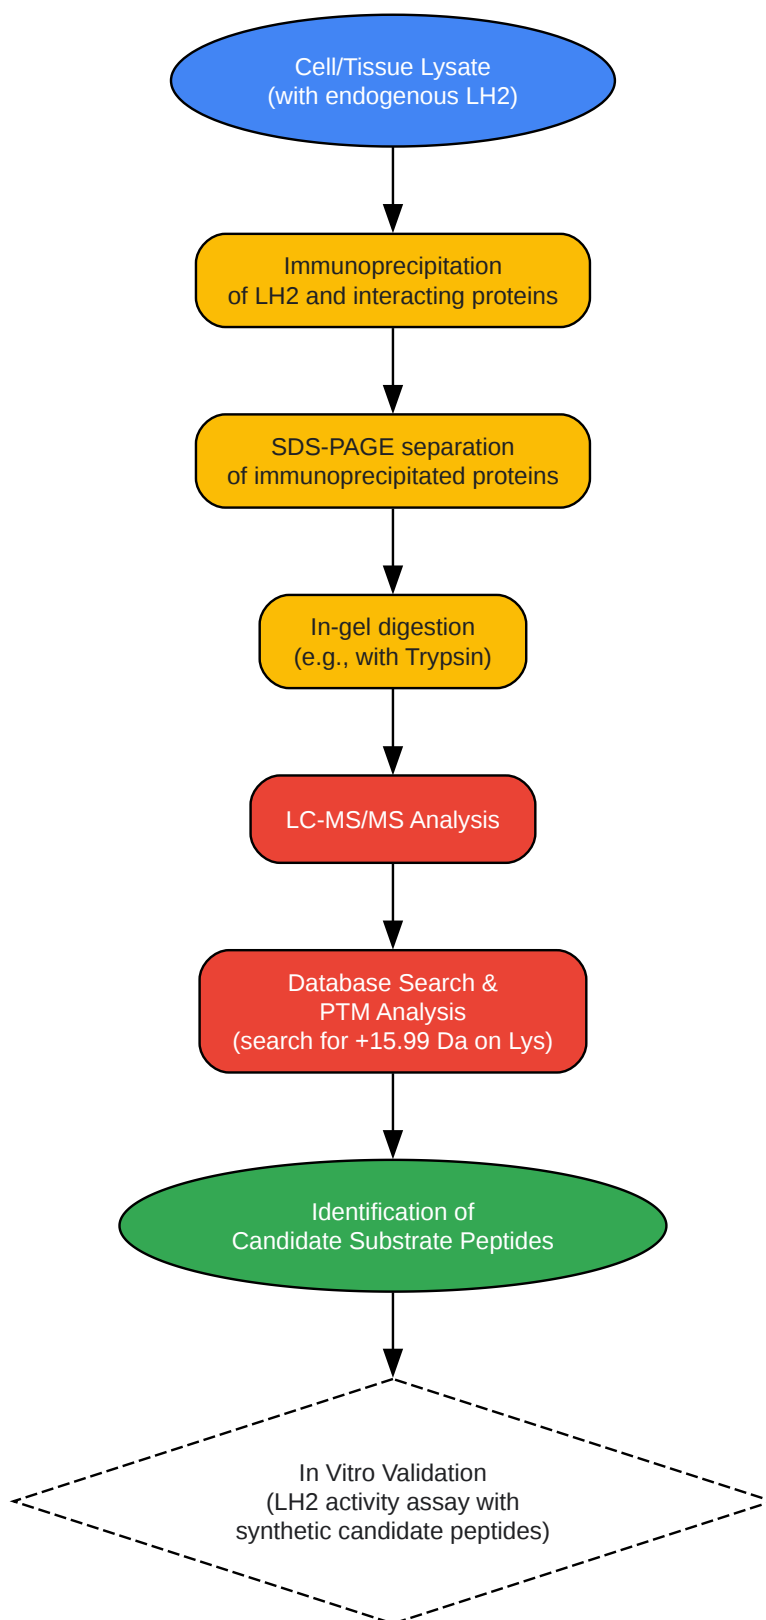 Cell/Tissue Lysate
(with endogenous LH2)
Immunoprecipitation
of LH2 and interacting proteins
SDS-PAGE separation
of immunoprecipitated proteins
In-gel digestion
(e.g., with Trypsin)
LC-MS/MS Analysis
Database Search &
PTM Analysis
(search for +15.99 Da on Lys)
Identification of
Candidate Substrate Peptides
In Vitro Validation
(LH2 activity assay with
synthetic candidate peptides)